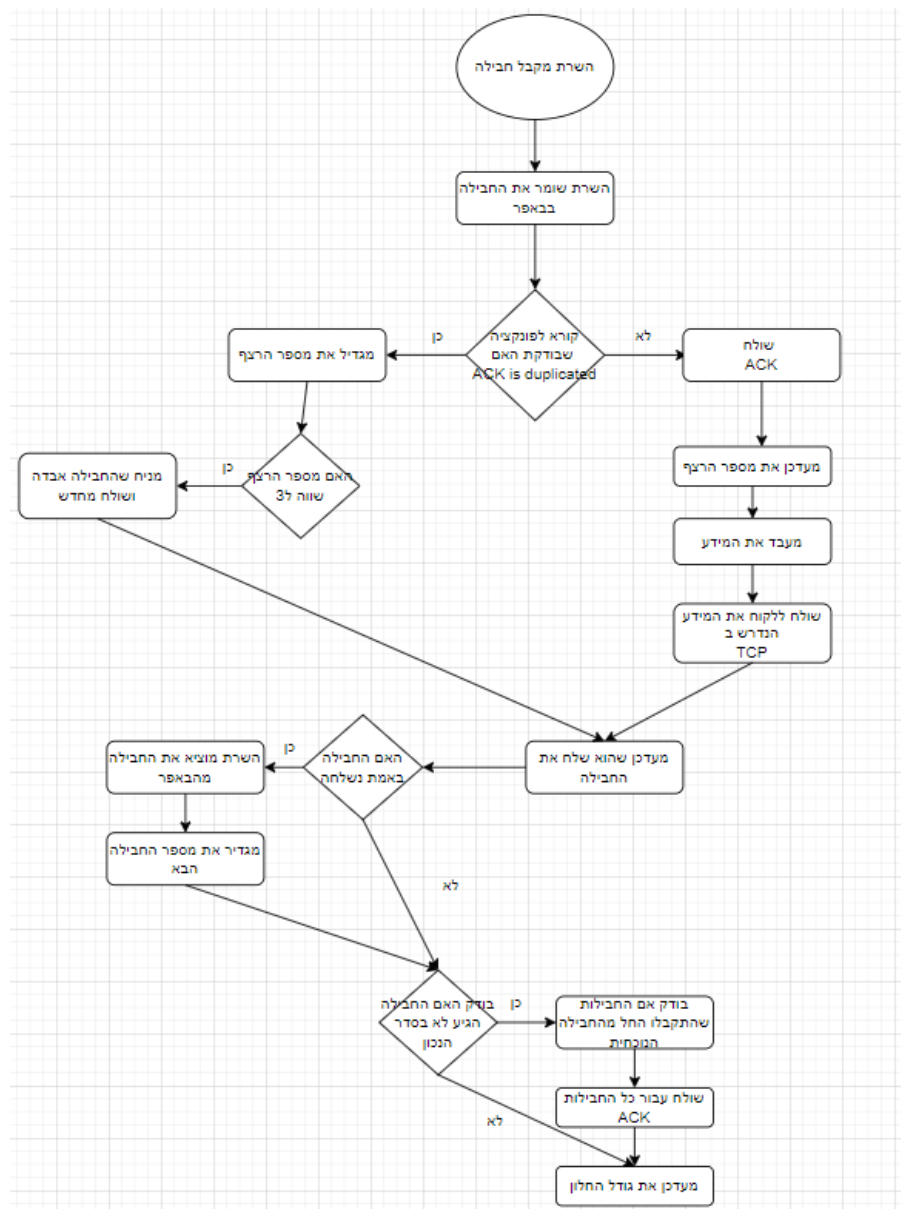 השרת מקבל חבילה
השרת שומר את החבילה
בבאפר
קורא לפונקציה
שבודקת האם
ACK is duplicated
כן
לא
מגדיל את מספר הרצף
שולח
ACK
האם מספר הרצף
שווה ל3
כן
מניח שהחבילה אבדה
ושולח מחדש
מעדכן את מספר הרצף
מעבד את המידע
שולח ללקוח את המידע
הנדרש ב
TCP
מעדכן שהוא שלח את
החבילה
האם החבילה
באמת נשלחה
כן
השרת מוציא את החבילה
מהבאפר
מגדיר את מספר החבילה
הבא
לא
בודק האם החבילה
הגיע לא בסדר
הנכון
כן
בודק אם החבילות
שהתקבלו החל מהחבילה
הנוכחית
שולח עבור כל החבילות
ACK
לא
מעדכן את גודל החלון